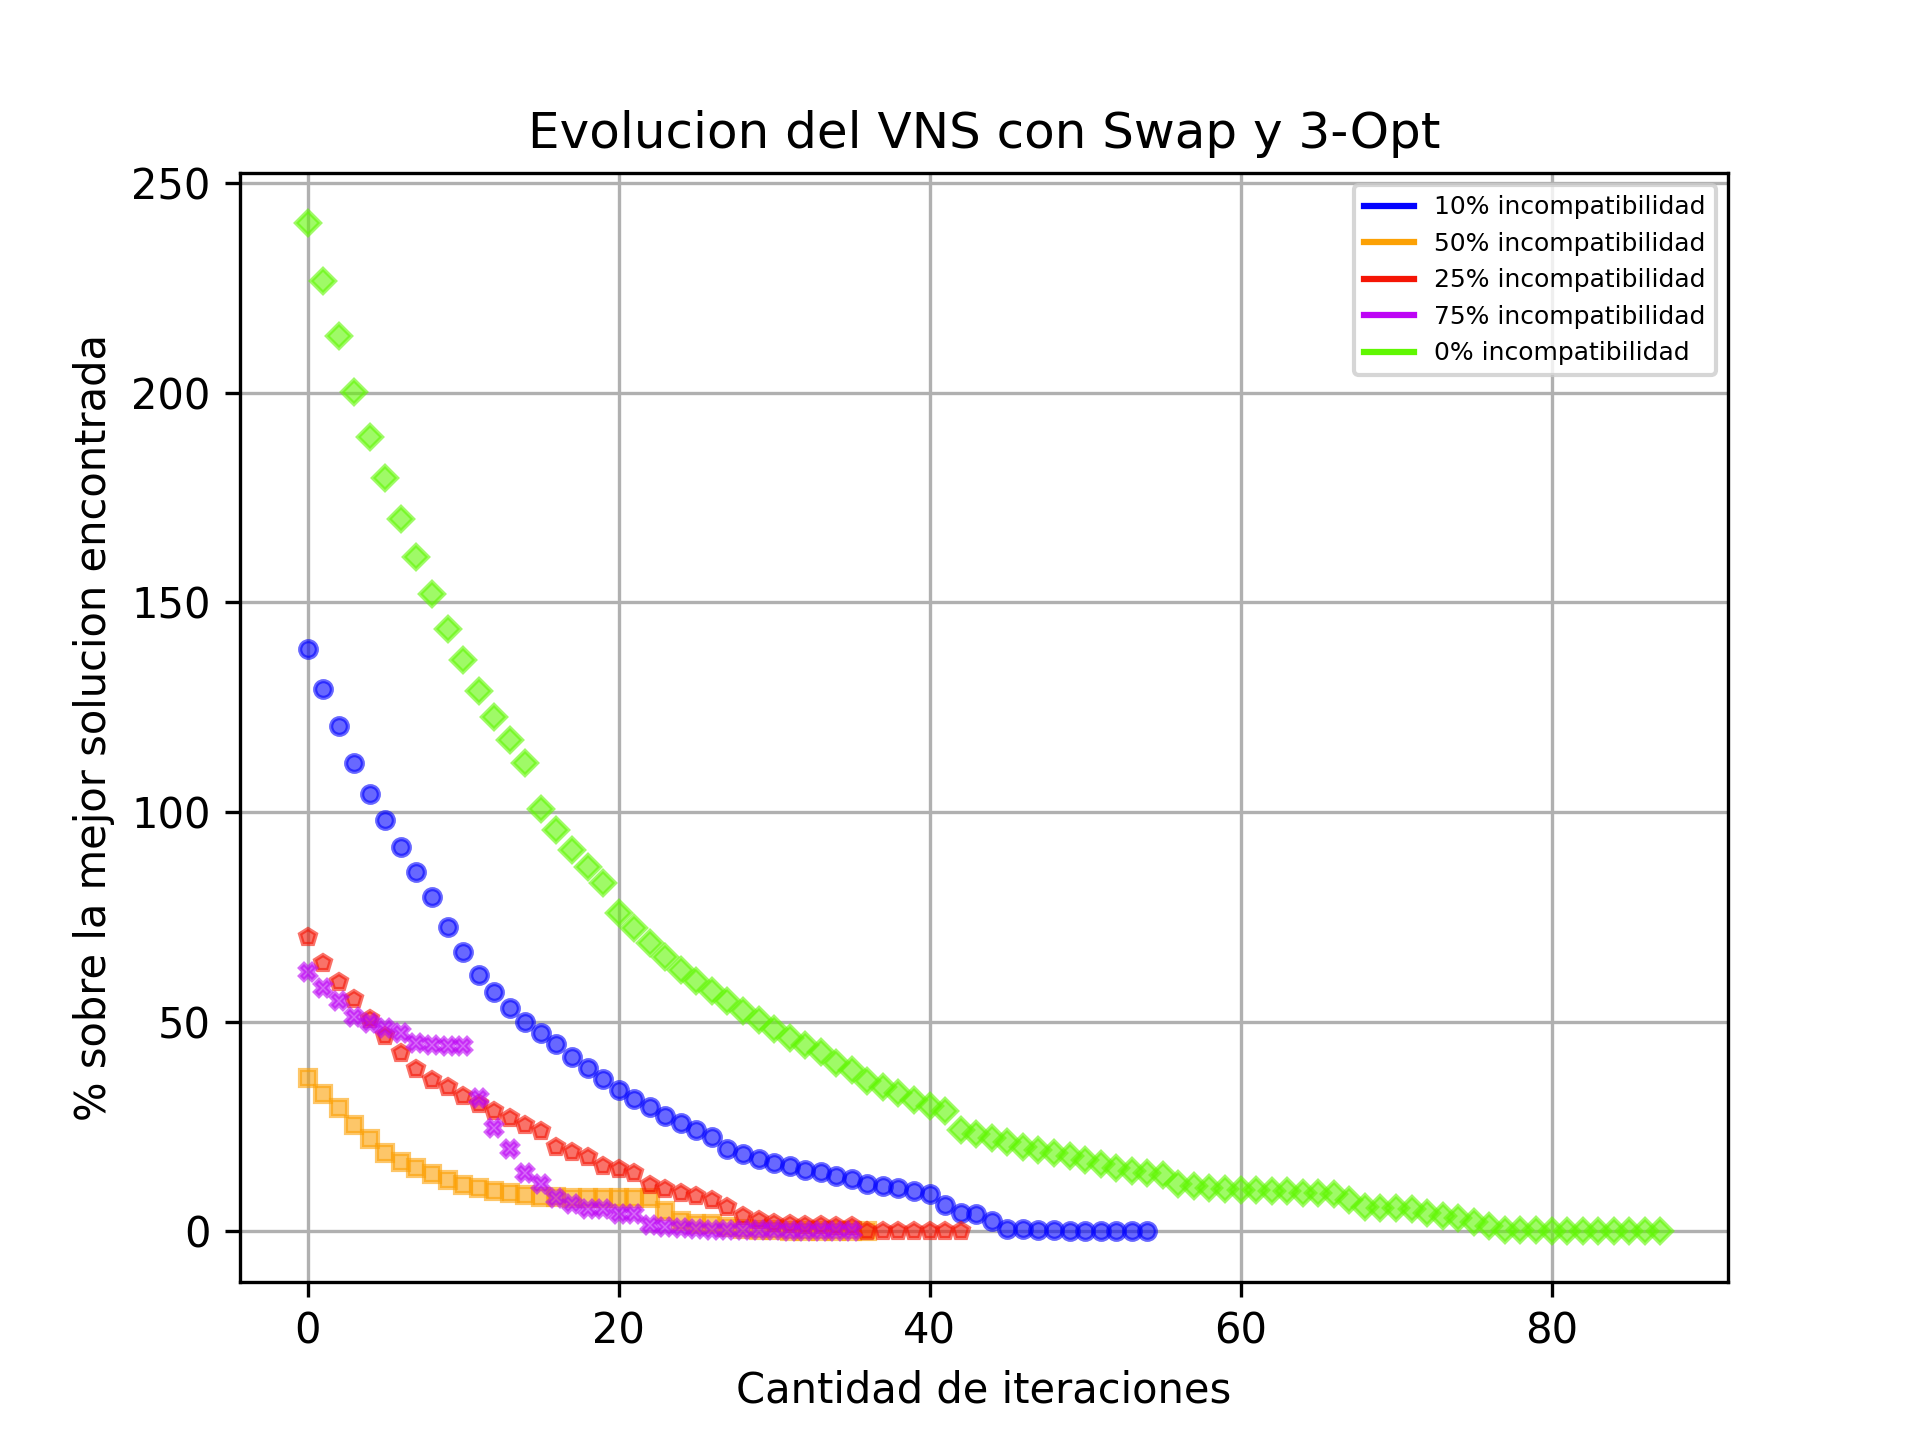 Evolucion del VNS con Swap y 3-Opt
250
200
150
100
50
0
% sobre la mejor solucion encontrada
10% incompatibilidad
50% incompatibilidad
25% incompatibilidad
75% incompatibilidad
0% incompatibilidad
0 20 40 60 80
Cantidad de iteraciones